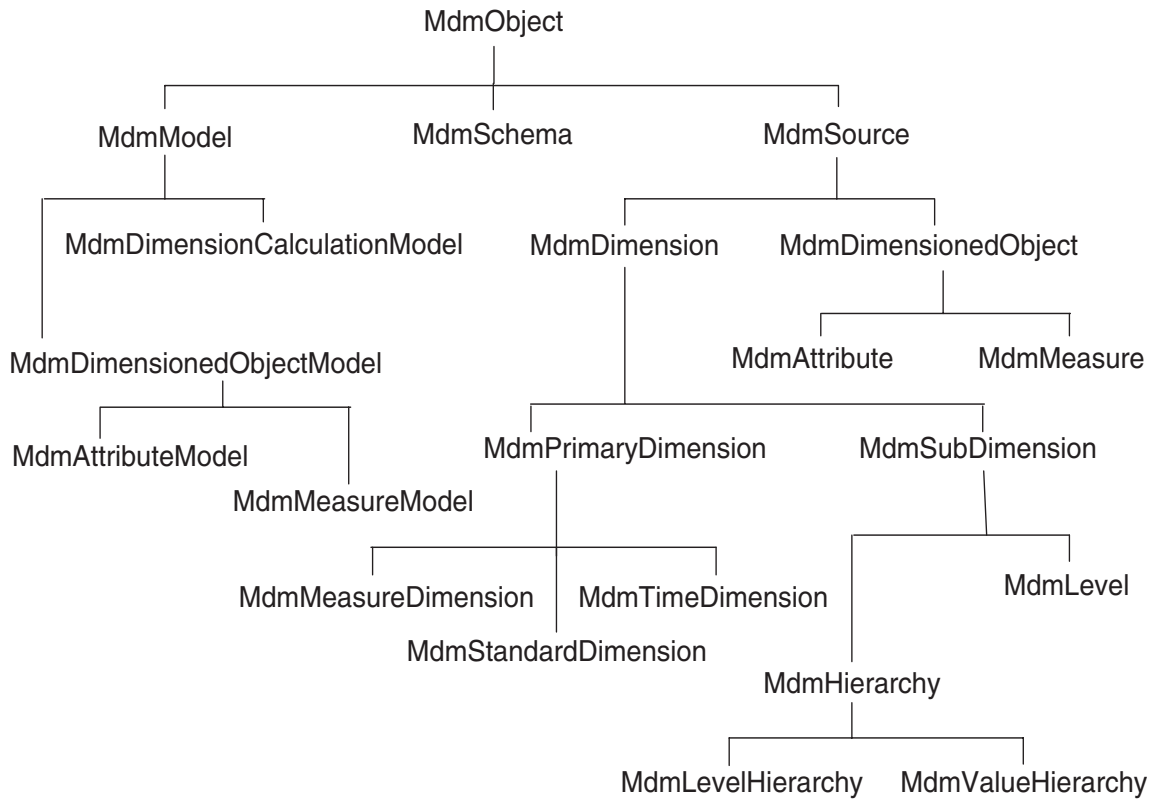 MdmObject
MdmModel
MdmSchema
MdmSource
MdmDimensionCalculationModel
MdmDimension
MdmDimensionedObject
MdmDimensionedObjectModel
MdmAttribute
MdmMeasure
MdmAttributeModel
MdmPrimaryDimension
MdmSubDimension
MdmMeasureModel
MdmMeasureDimension
MdmTimeDimension
MdmLevel
MdmStandardDimension
MdmHierarchy
MdmLevelHierarchy
MdmValueHierarchy